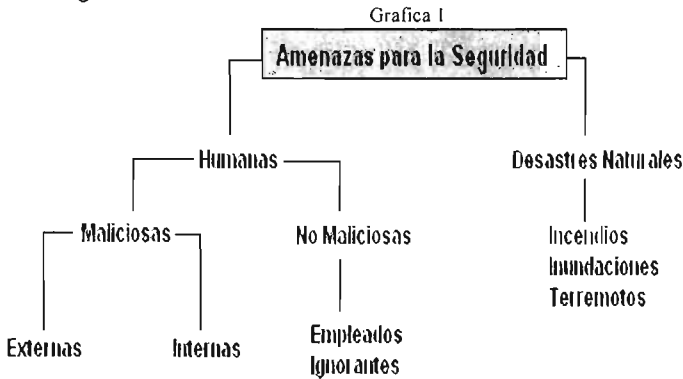 Grafica I
Amenazas para la Seguridad
Humanas
Desastres Naturales
Maliciosas
No Maliciosas
Incendios
Inundaciones
Terremotos
Externas
Internas
Empleados
Ignorantes